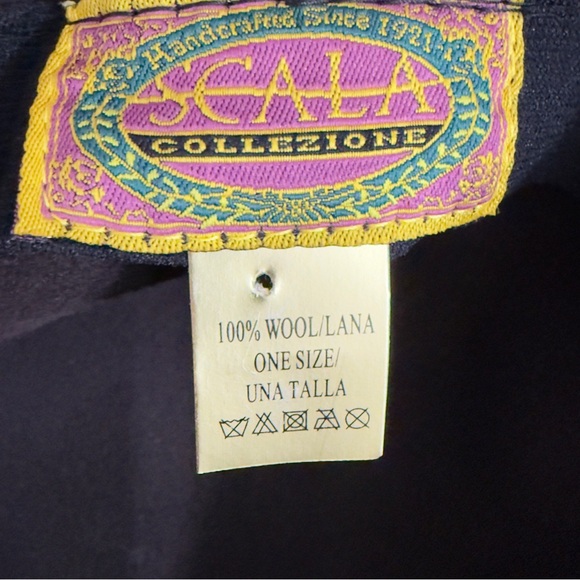 Handcrafted Since 1921
SCALA
COLLEZIONE
100% WOOL/LANA
ONE SIZE/
UNA TALLA